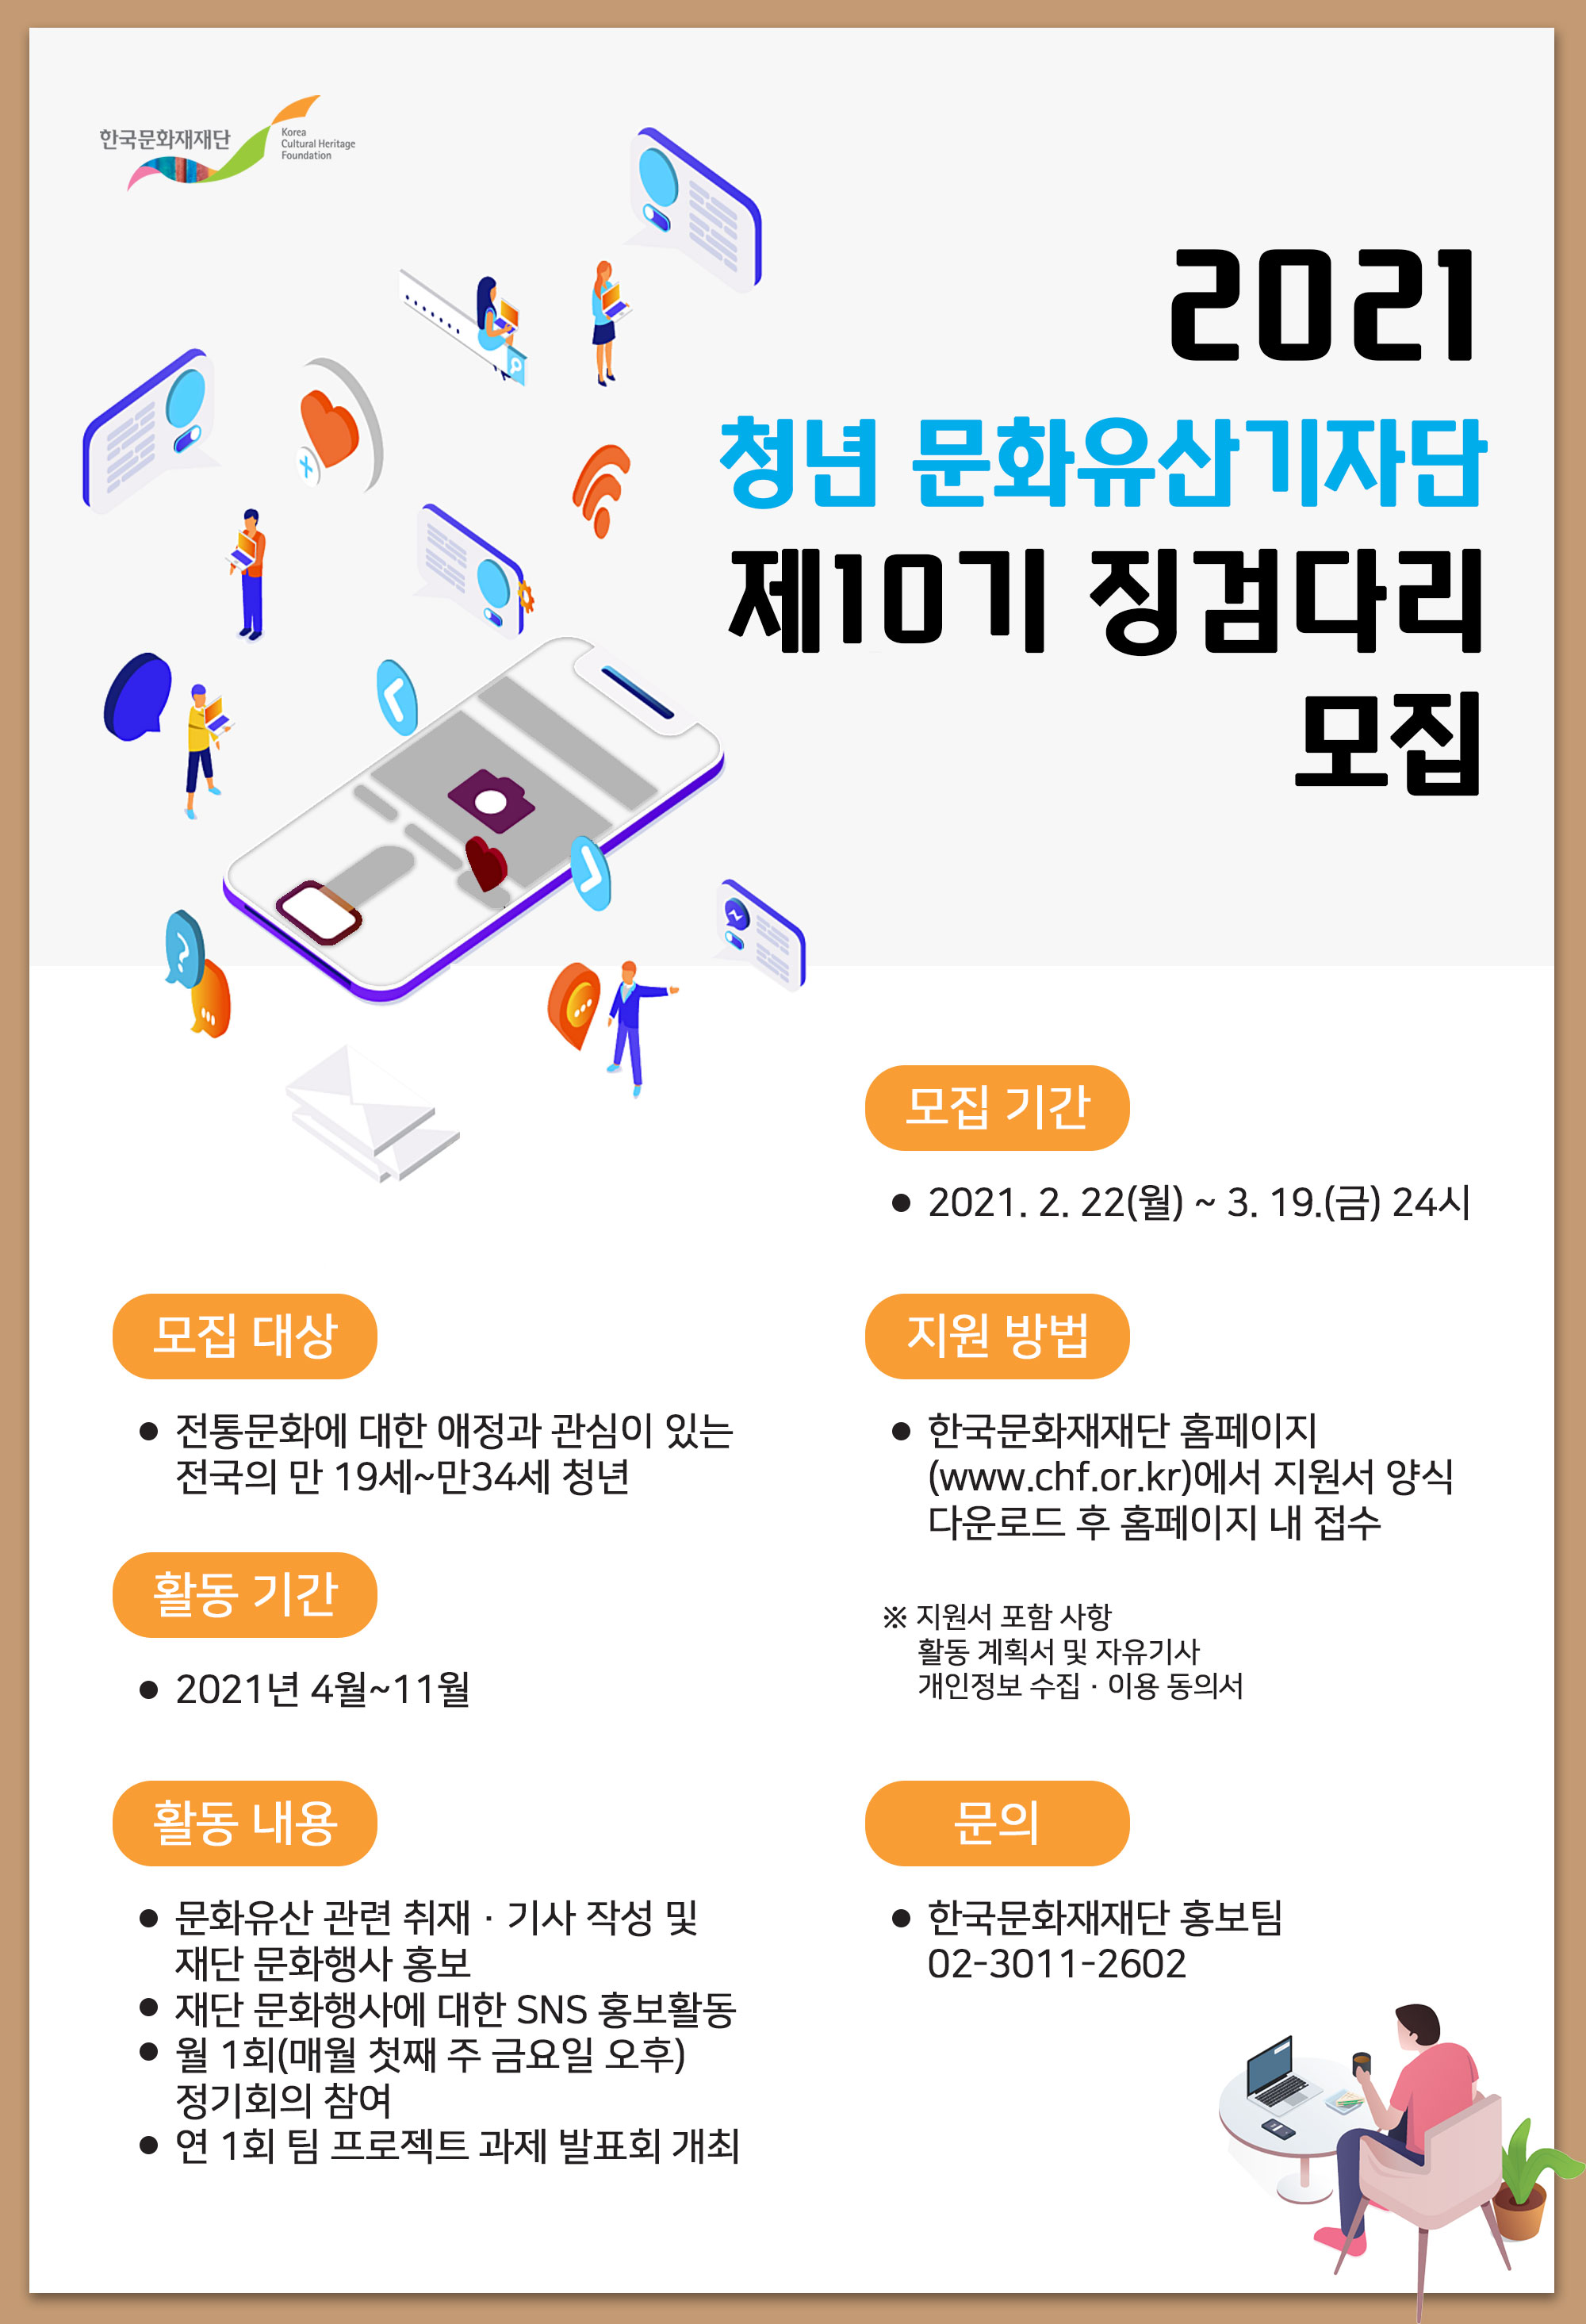 한국문화재재단
Korea
Cultural Heritage
Foundation
2021
청년 문화유산기자단
제10기 징검다리
모집
모집 기간
● 2021. 2. 22(월) ~ 3. 19.(금) 24시
모집 대상
● 전통문화에 대한 애정과 관심이 있는
전국의 만 19세~만34세 청년
활동 기간
● 2021년 4월~11월
활동 내용
● 문화유산 관련 취재 · 기사 작성 및
재단 문화행사 홍보
● 재단 문화행사에 대한 SNS 홍보활동
● 월 1회(매월 첫째 주 금요일 오후)
정기회의 참여
● 연 1회 팀 프로젝트 과제 발표회 개최
지원 방법
● 한국문화재재단 홈페이지
(www.chf.or.kr)에서 지원서 양식
다운로드 후 홈페이지 내 접수
※ 지원서 포함 사항
활동 계획서 및 자유기사
개인정보 수집 · 이용 동의서
문의
● 한국문화재재단 홍보팀
02-3011-2602